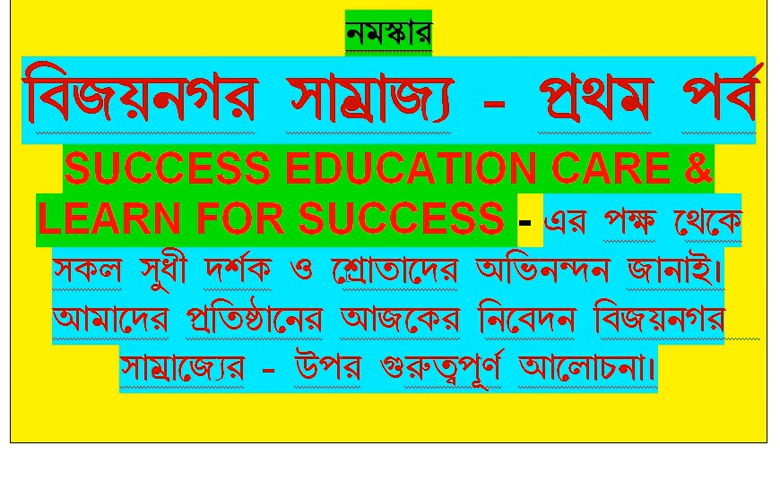 নমস্কার
বিজয়নগর সাম্রাজ্য - প্রথম পর্ব
SUCCESS EDUCATION CARE &
LEARN FOR SUCCESS - এর পক্ষ থেকে
সকল সুধী দর্শক ও শ্রোতাদের অভিনন্দন জানাই।
আমাদের প্রতিষ্ঠানের আজকের নিবেদন বিজয়নগর
সাম্রাজ্যের - উপর গুরুত্বপূর্ণ আলোচনা।